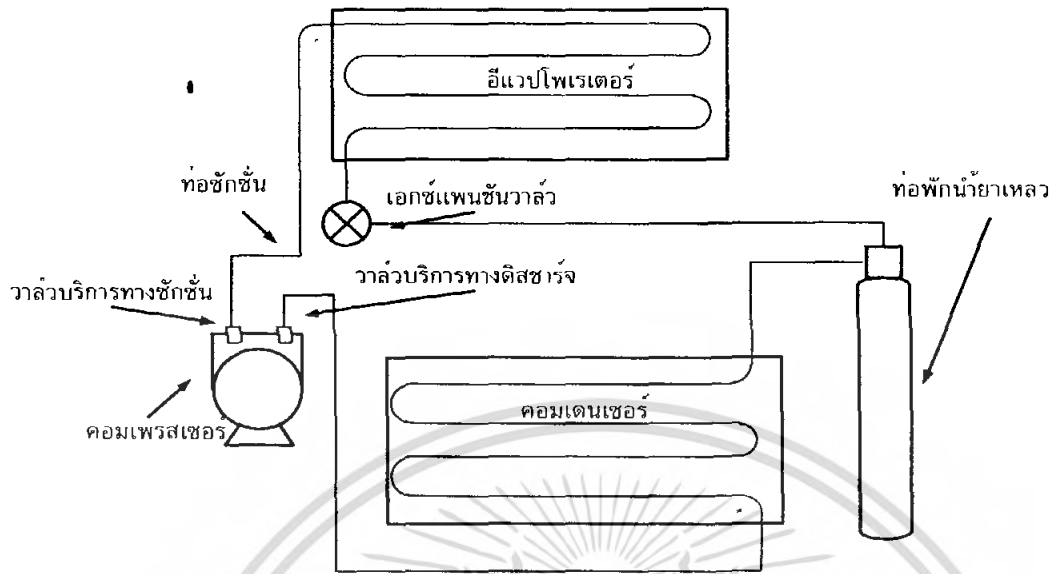 อีแวปโพเรเตอร์
ท่อซักชั่น
เอกซ์แพนชันวาล์ว
ท่อพักน้ำยาเหลว
วาล์วบริการทางซักชั่น
วาล์วบริการทางดิสชาร์จ
คอมเพรสเซอร์
คอมเดนเซอร์